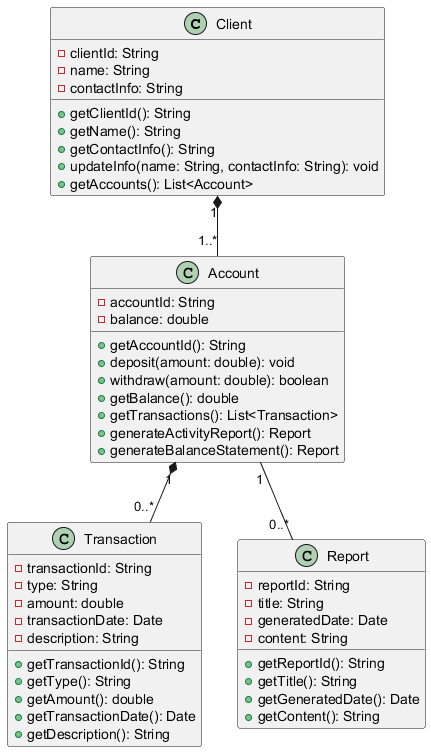 C Client
clientId: String
name: String
contactInfo: String
getClientId(): String
getName(): String
getContactInfo(): String
updateInfo(name: String, contactInfo: String): void
getAccounts(): List<Account>
1
1..*
C Account
accountId: String
balance: double
getAccountId(): String
deposit(amount: double): void
withdraw(amount: double): boolean
getBalance(): double
getTransactions(): List<Transaction>
generateActivityReport(): Report
generateBalanceStatement(): Report
1
0..*
1
0..*
C Transaction
transactionId: String
type: String
amount: double
transactionDate: Date
description: String
getTransactionId(): String
getType(): String
getAmount(): double
getTransactionDate(): Date
getDescription(): String
C Report
reportId: String
title: String
generatedDate: Date
content: String
getReportId(): String
getTitle(): String
getGeneratedDate(): Date
getContent(): String